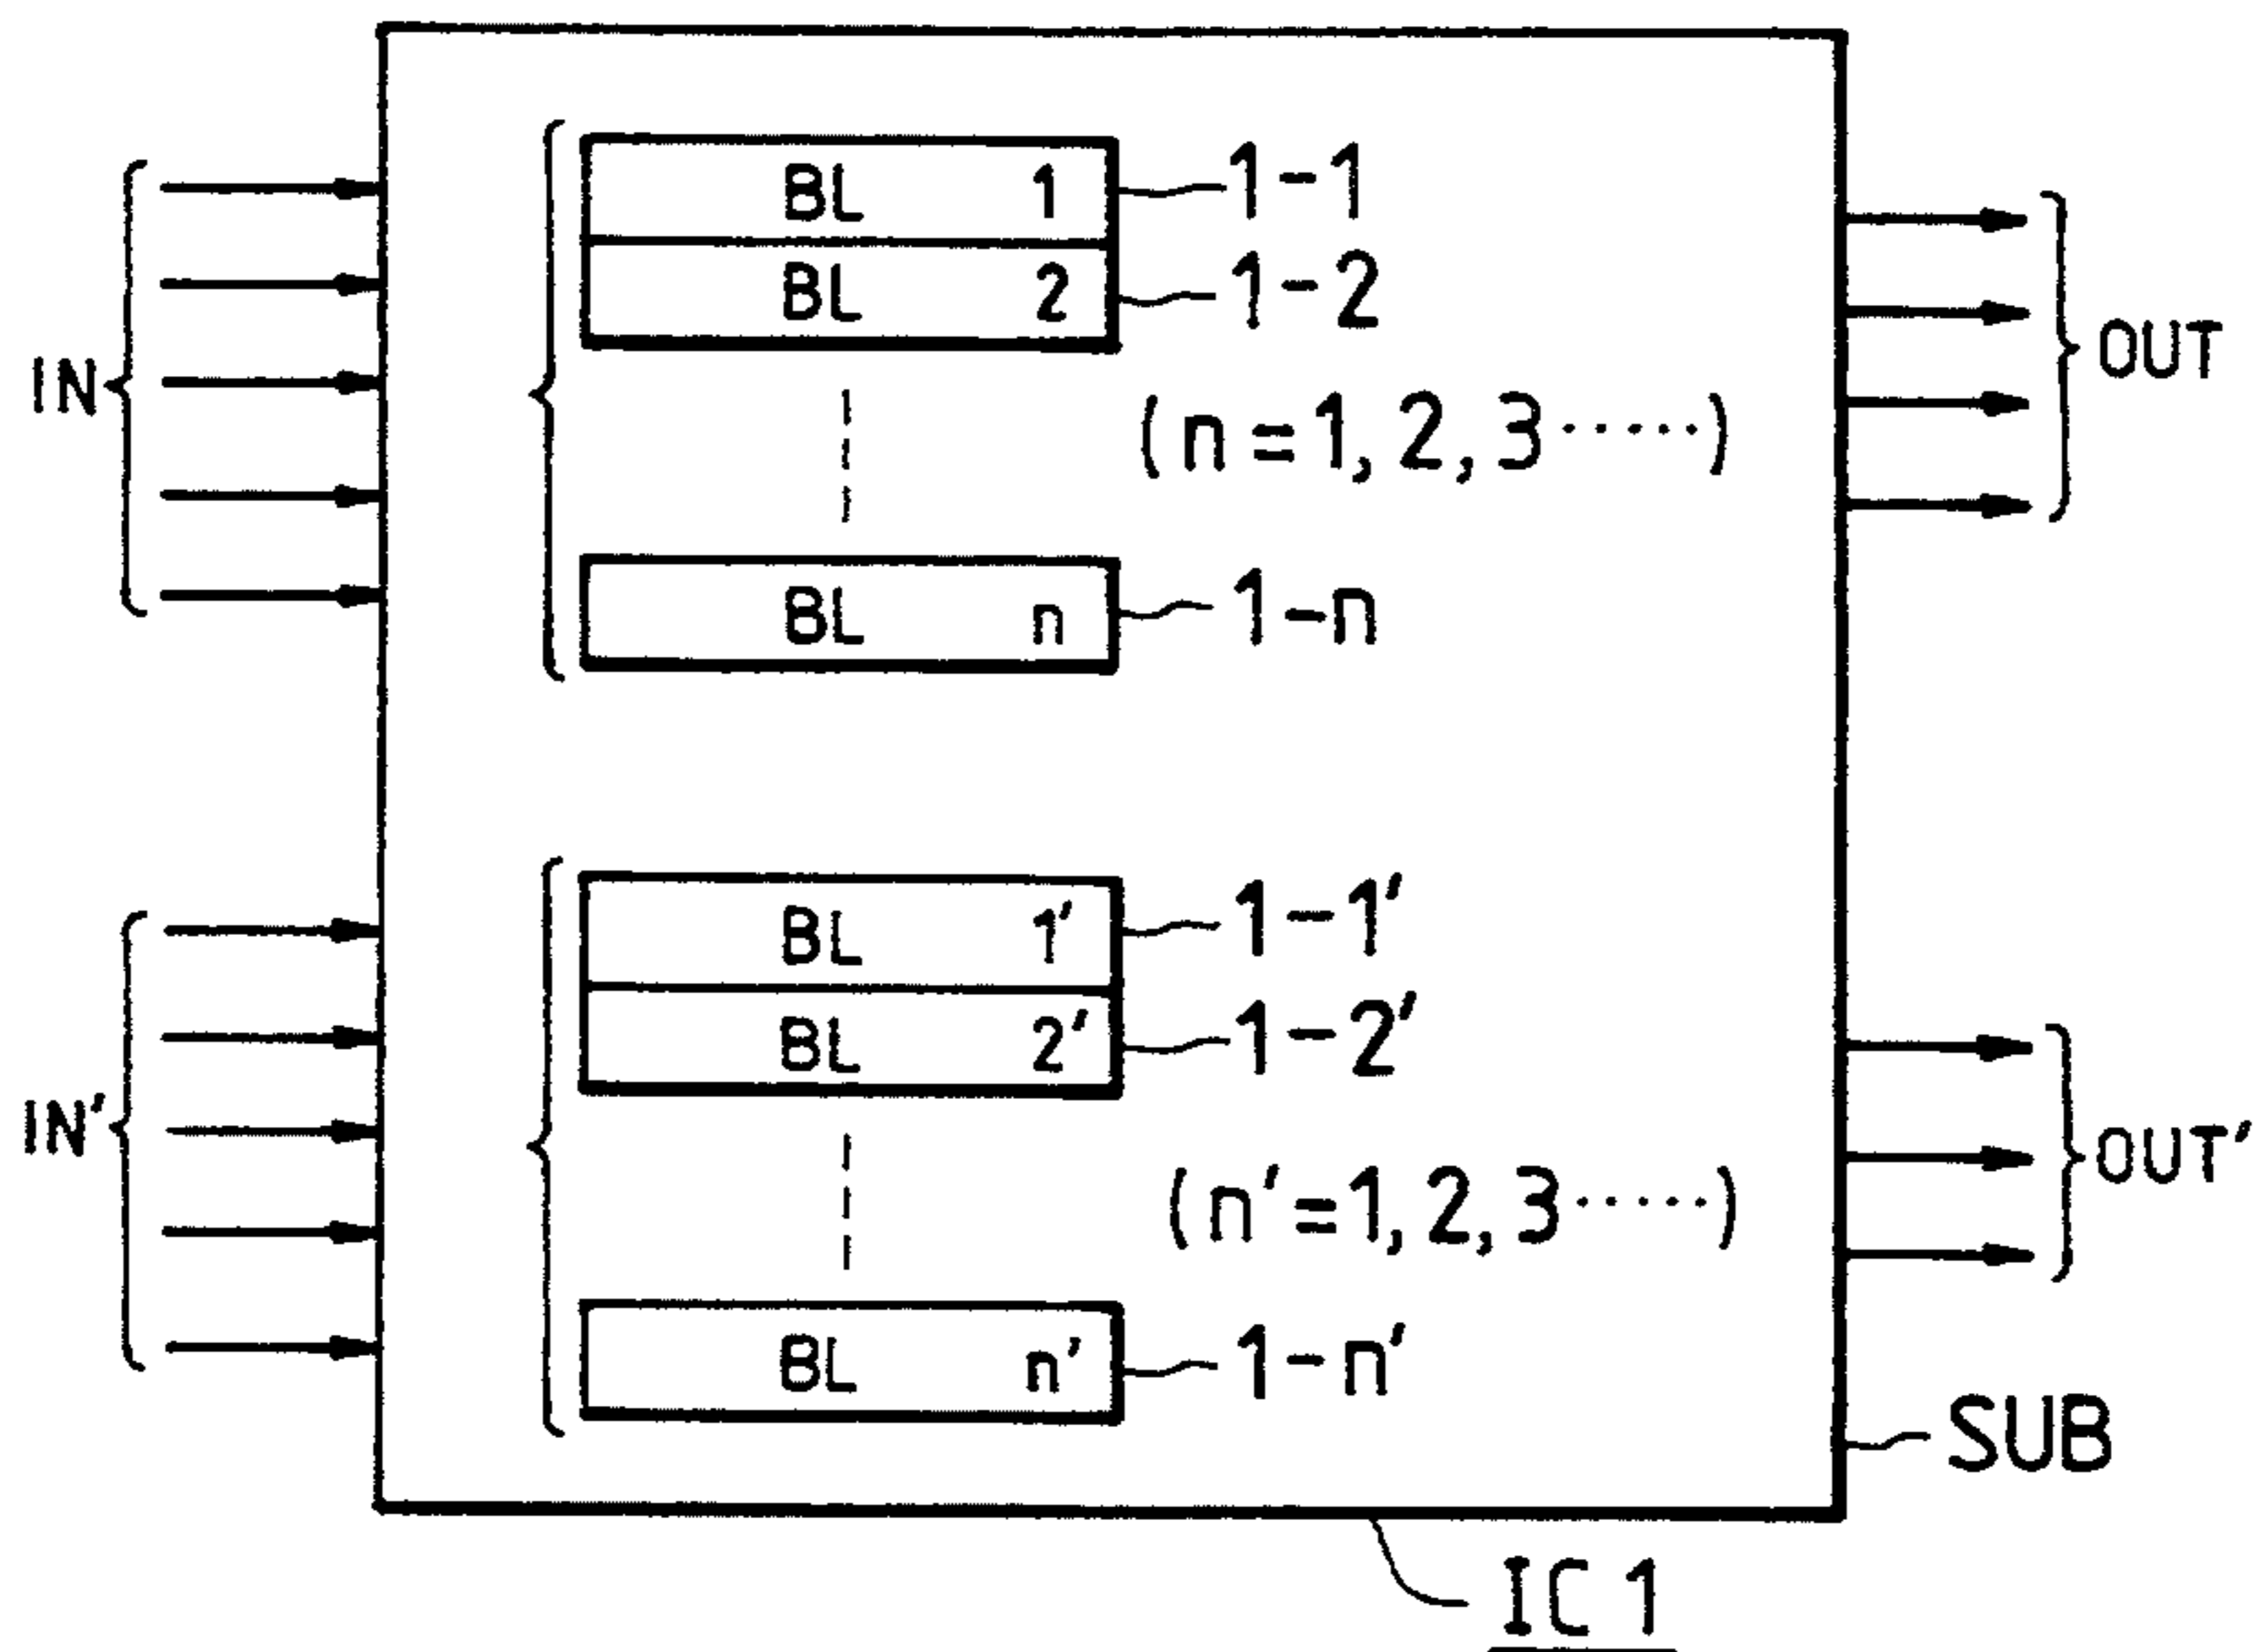 BL 1
1-1
BL 2
1-2
IN
OUT
(n=1,2,3·····)
BL n
1-n
BL 1′
1-1′
BL 2′
1-2′
IN′
OUT′
(n′=1,2,3·····)
BL n′
1-n′
SUB
IC 1